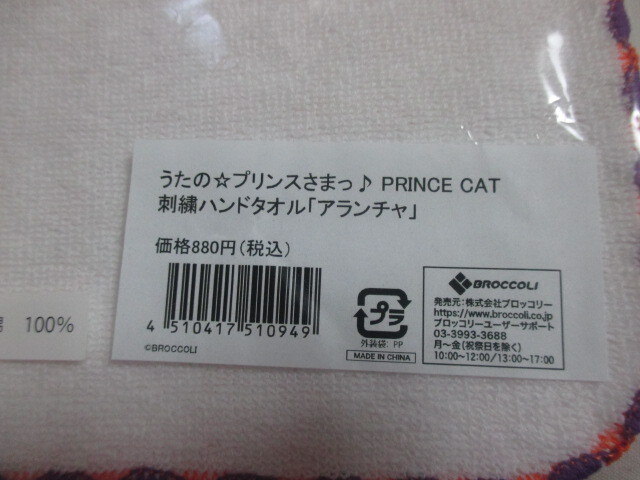 うたの☆プリンスさまっ♪ PRINCE CAT
刺繍ハンドタオル「アランチャ」
価格880円(税込)
4 510417 510949
©BROCCOLI
プラ
外装袋: PP
MADE IN CHINA
BROCCOLI
発売元：株式会社ブロッコリー
https://www.broccoli.co.jp
ブロッコリーユーザーサポート
03-3993-3688
月～金(祝祭日を除く)
10:00~12:00/13:00~17:00
100%